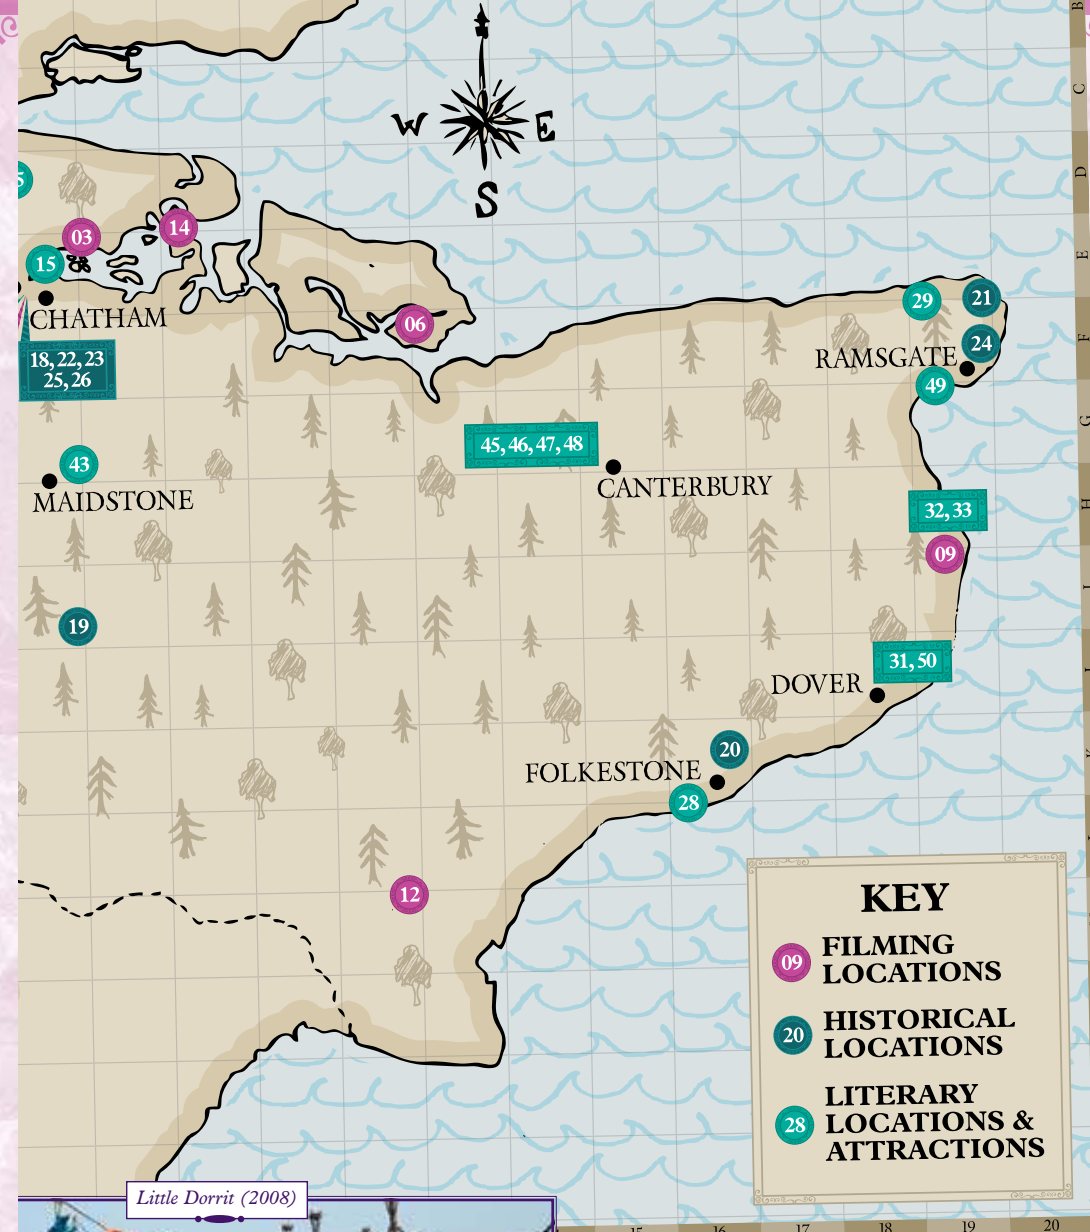 B
W
E
S
C
D
5
03
14
15
E
CHATHAM
06
29
21
F
24
RAMSGATE
49
18, 22, 23
25, 26
G
45, 46, 47, 48
43
MAIDSTONE
CANTERBURY
32, 33
H
09
19
31, 50
DOVER
20
FOLKESTONE
28
K
12
KEY
09
FILMING
LOCATIONS
20
HISTORICAL
LOCATIONS
28
LITERARY
LOCATIONS &
ATTRACTIONS
Little Dorrit (2008)
15
16
17
18
19
20